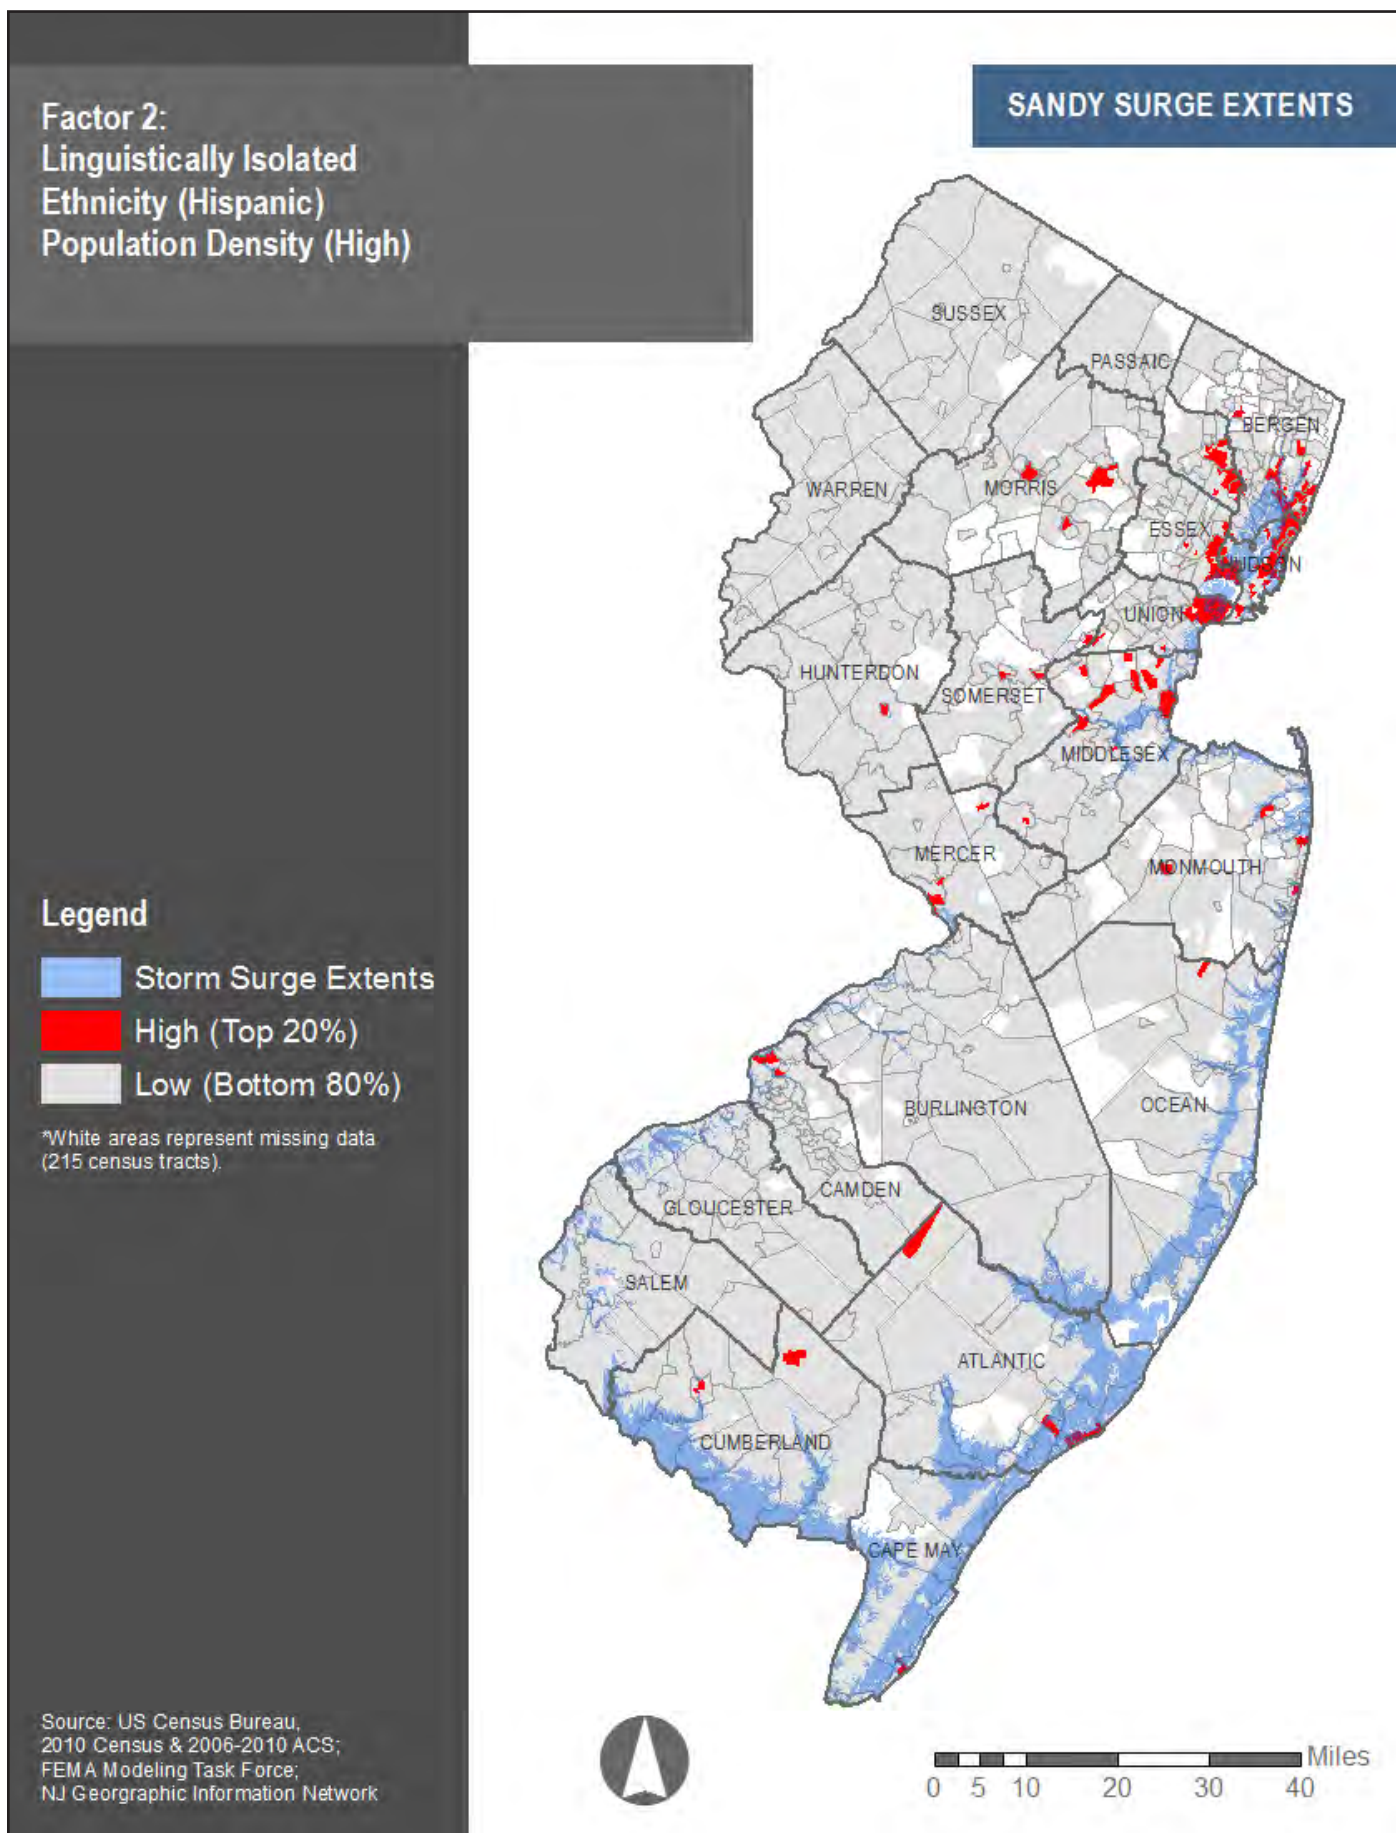 Factor 2:
Linguistically Isolated
Ethnicity (Hispanic)
Population Density (High)
SANDY SURGE EXTENTS
SUSSEX
PASSAIC
BERGEN
WARREN
MORRIS
ESSEX
HUDSON
UNION
HUNTERDON
SOMERSET
MIDDLESEX
MERCER
MONMOUTH
OCEAN
BURLINGTON
CAMDEN
GLOUCESTER
SALEM
ATLANTIC
CUMBERLAND
CAPE MAY
Legend
Storm Surge Extents
High (Top 20%)
Low (Bottom 80%)
*White areas represent missing data
(215 census tracts).
Source: US Census Bureau,
2010 Census & 2006-2010 ACS;
FEMA Modeling Task Force;
NJ Georgraphic Information Network
Miles
0 5 10 20 30 40